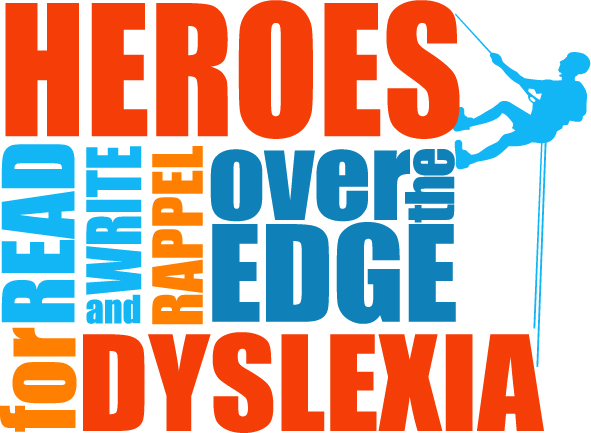 HEROES
READ
and WRITE
RAPPEL
over the
EDGE
for
DYSLEXIA